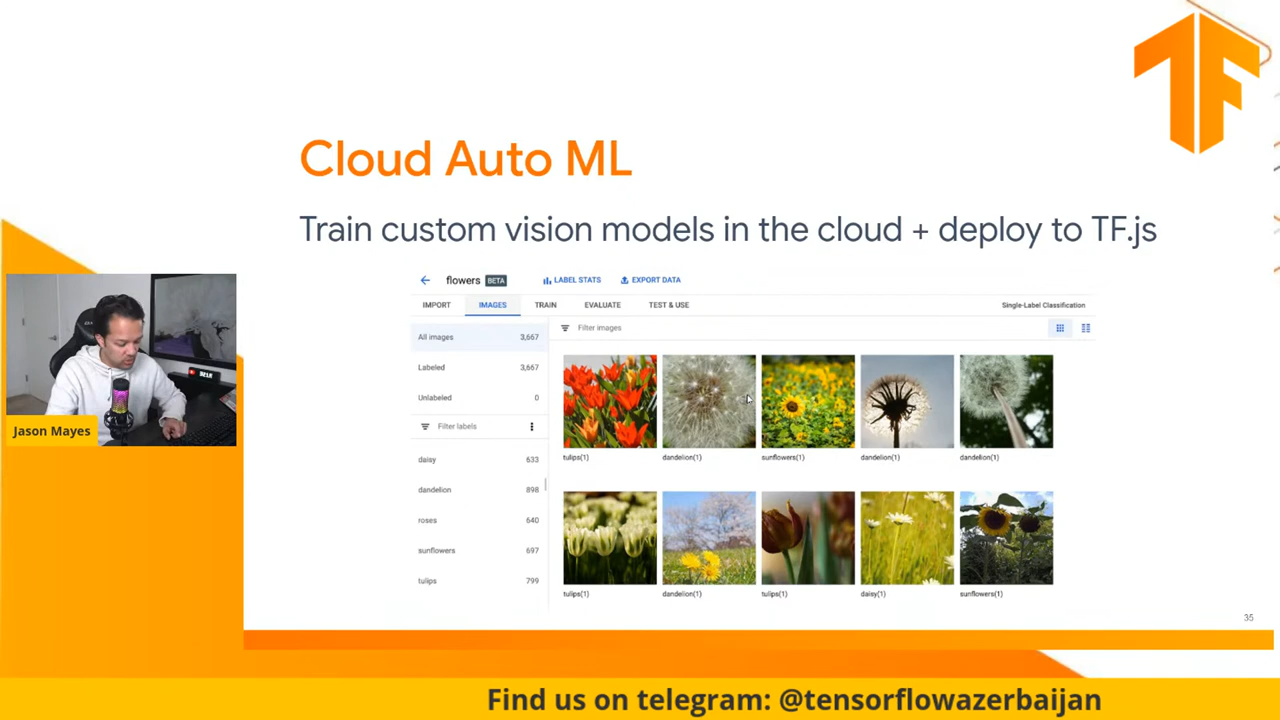 Cloud Auto ML
Train custom vision models in the cloud + deploy to TF.js
flowers BETA LABEL STATS EXPORT DATA
IMPORT IMAGES TRAIN EVALUATE TEST & USE Single-Label Classification
All images 3,667
Filter images
Labeled 3,667
Unlabeled 0
Filter labels
daisy 633
dandelion 898
roses 640
sunflowers 697
tulips 799
tulips(1) dandelion(1) sunflowers(1) dandelion(1) dandelion(1)
tulips(1) dandelion(1) tulips(1) daisy(1) sunflowers(1)
Jason Mayes
35
Find us on telegram: @tensorflowazerbaijan